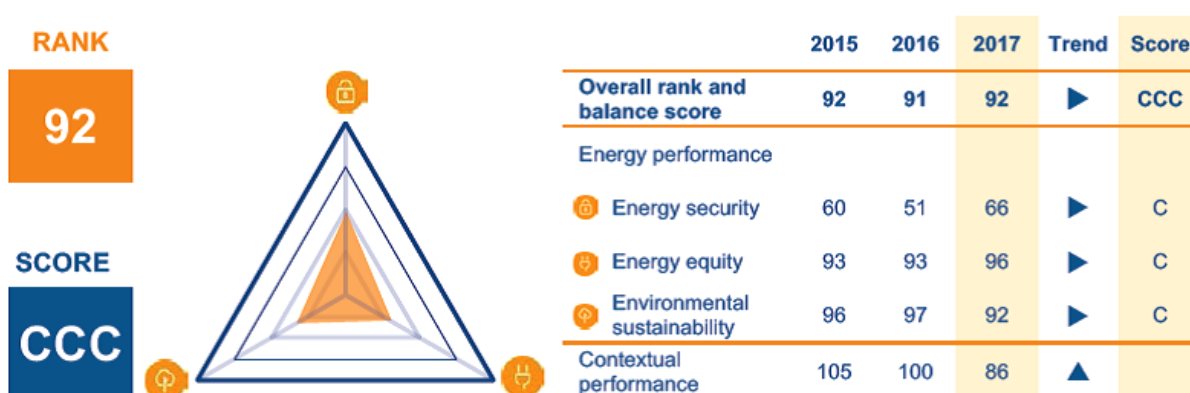 RANK
92
SCORE
CCC
2015 2016 2017 Trend Score
Overall rank and
balance score 92 91 92 CCC
Energy performance
Energy security 60 51 66 C
Energy equity 93 93 96 C
Environmental
sustainability 96 97 92 C
Contextual
performance 105 100 86